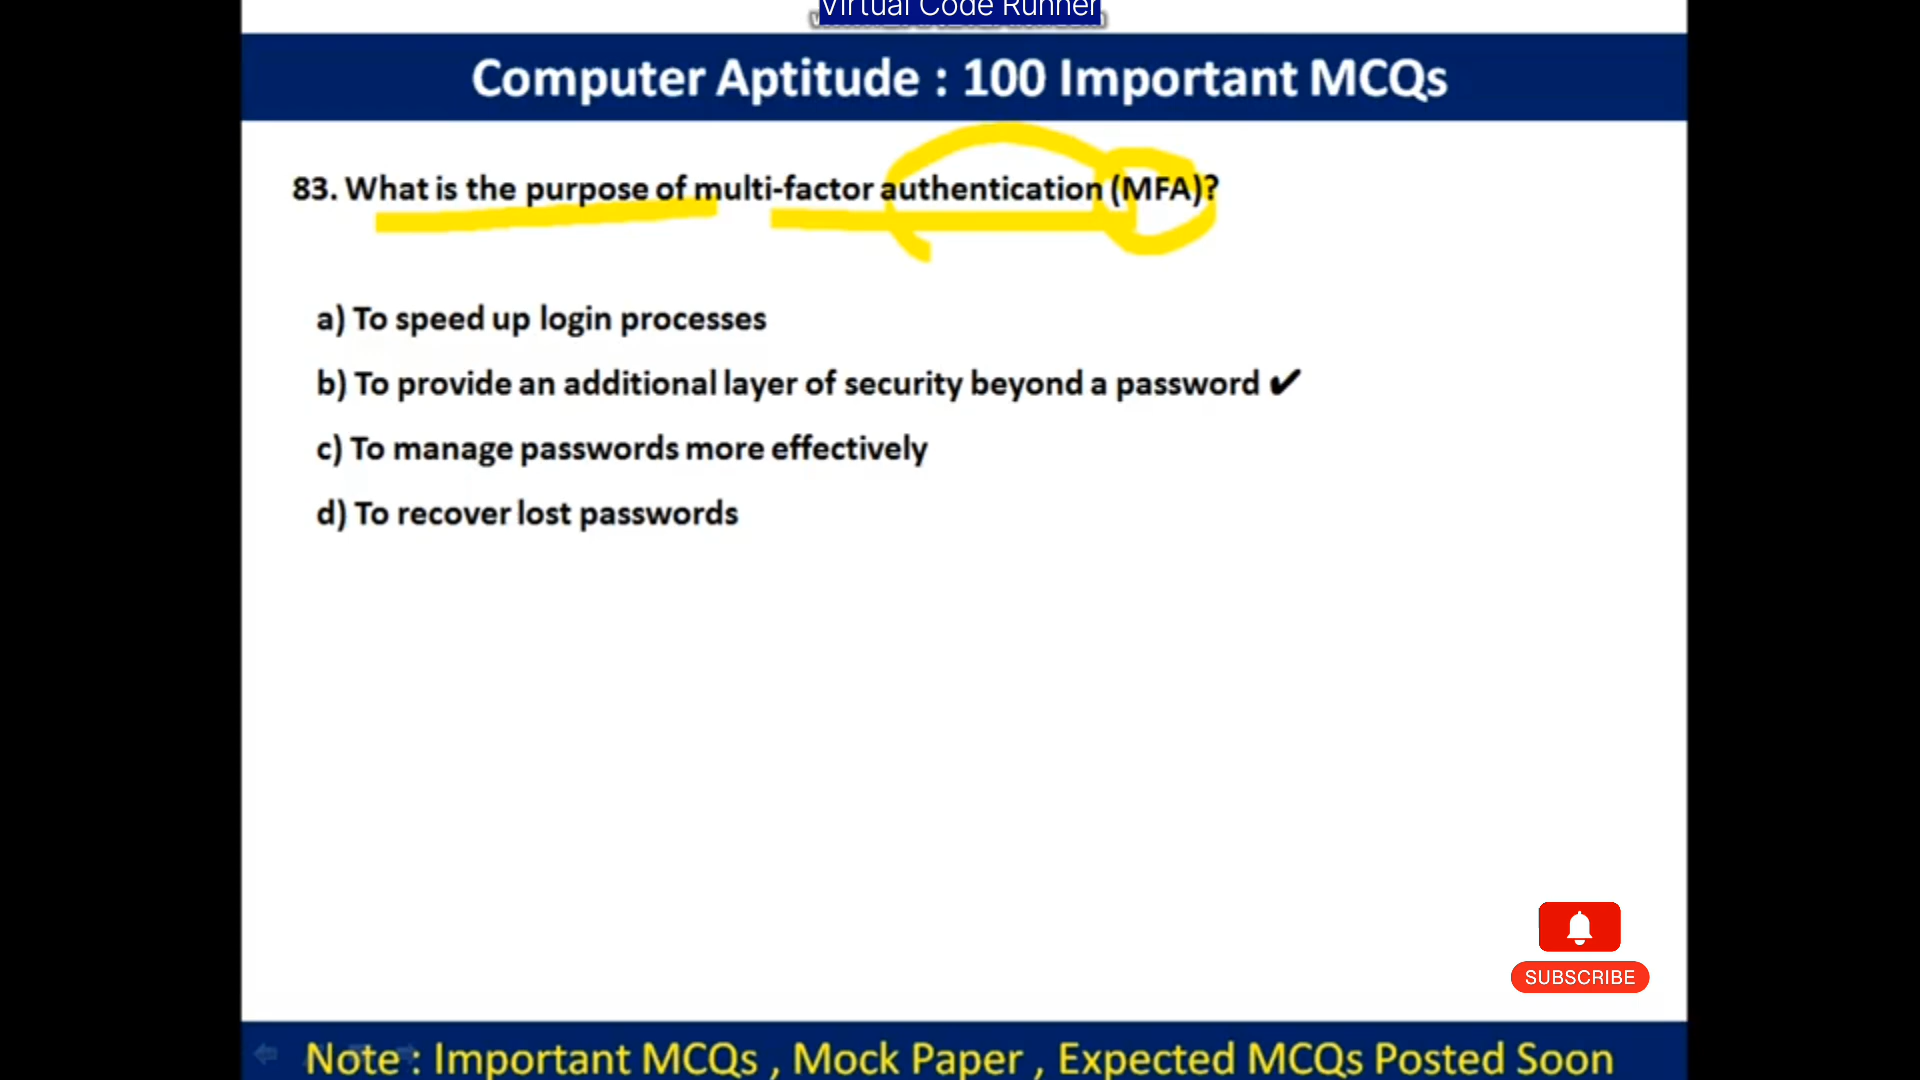 Virtual Code Runner
Computer Aptitude : 100 Important MCQs
83. What is the purpose of multi-factor authentication (MFA)?
a) To speed up login processes
b) To provide an additional layer of security beyond a password ✔
c) To manage passwords more effectively
d) To recover lost passwords
SUBSCRIBE
Note : Important MCQs , Mock Paper , Expected MCQs Posted Soon